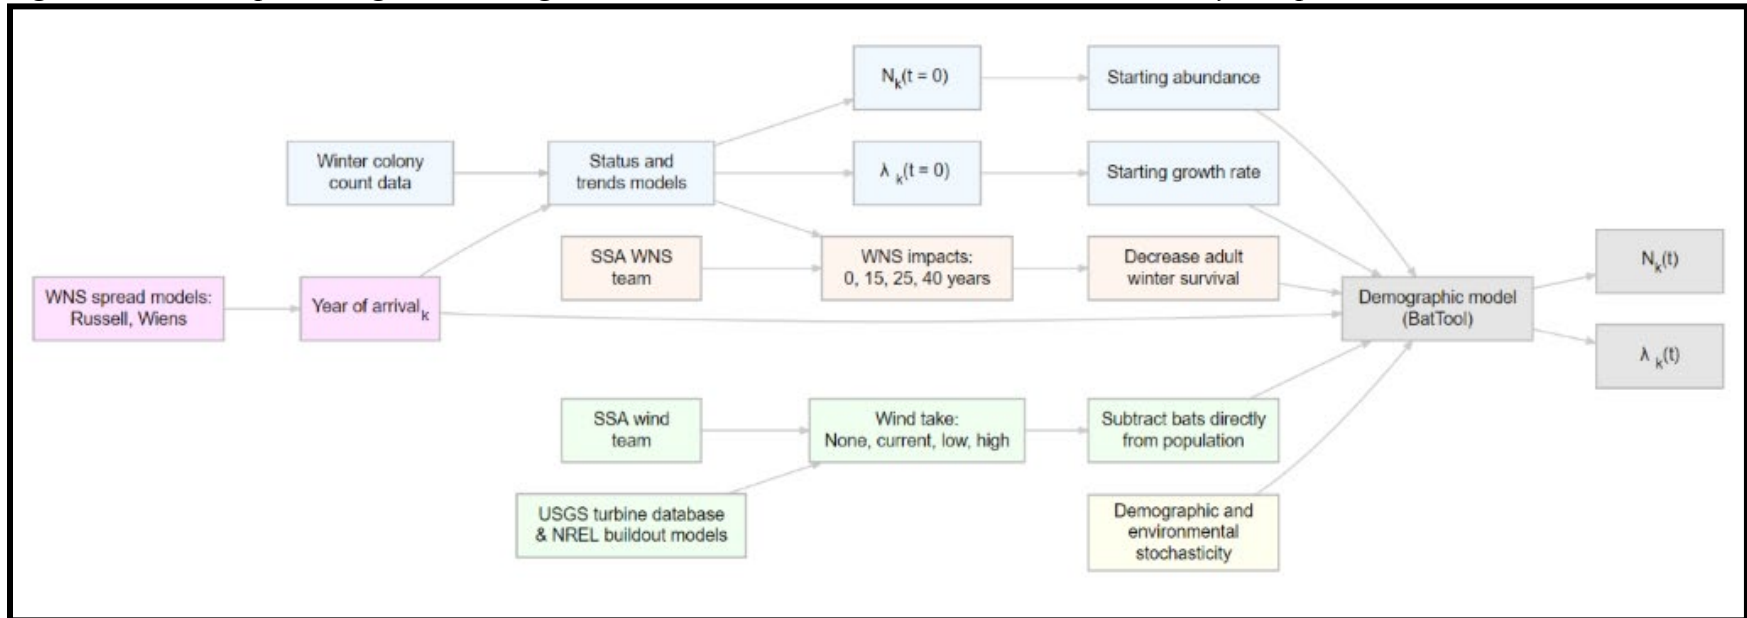 N k (t = 0)
Starting abundance
Winter colony
count data
Status and
trends models
λ k (t = 0)
Starting growth rate
SSA WNS
team
WNS impacts:
0, 15, 25, 40 years
Decrease adult
winter survival
N k (t)
WNS spread models:
Russell, Wiens
Year of arrival k
Demographic model
(BatTool)
λ k (t)
SSA wind
team
Wind take:
None, current, low, high
Subtract bats directly
from population
USGS turbine database
& NREL buildout models
Demographic and
environmental
stochasticity